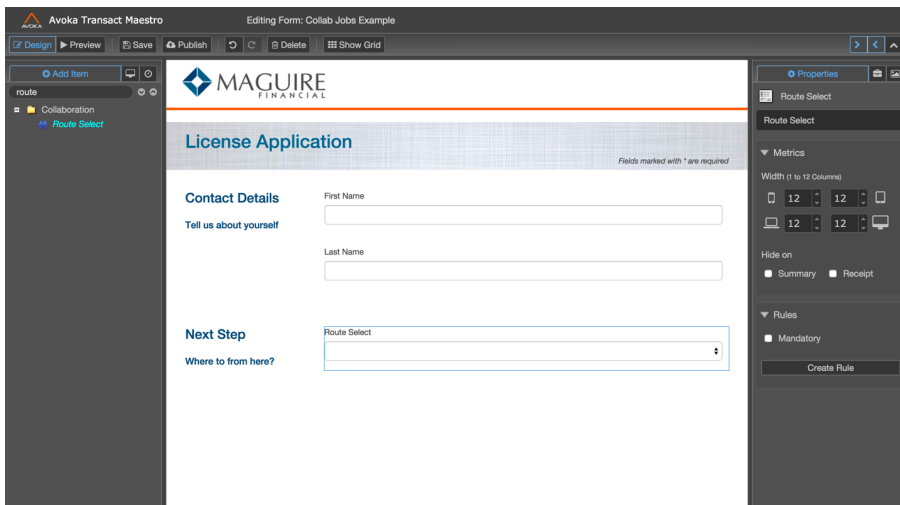 AVOKA
Avoka Transact Maestro
Editing Form: Collab Jobs Example
Design
Preview
Save
Publish
Delete
Show Grid
Add Item
route
Collaboration
Route Select
MAGUIRE
FINANCIAL
License Application
Fields marked with * are required
Contact Details
Tell us about yourself
First Name
Last Name
Next Step
Where to from here?
Route Select
Properties
Route Select
Route Select
Metrics
Width (1 to 12 Columns)
12 12
12 12
Hide on
Summary Receipt
Rules
Mandatory
Create Rule